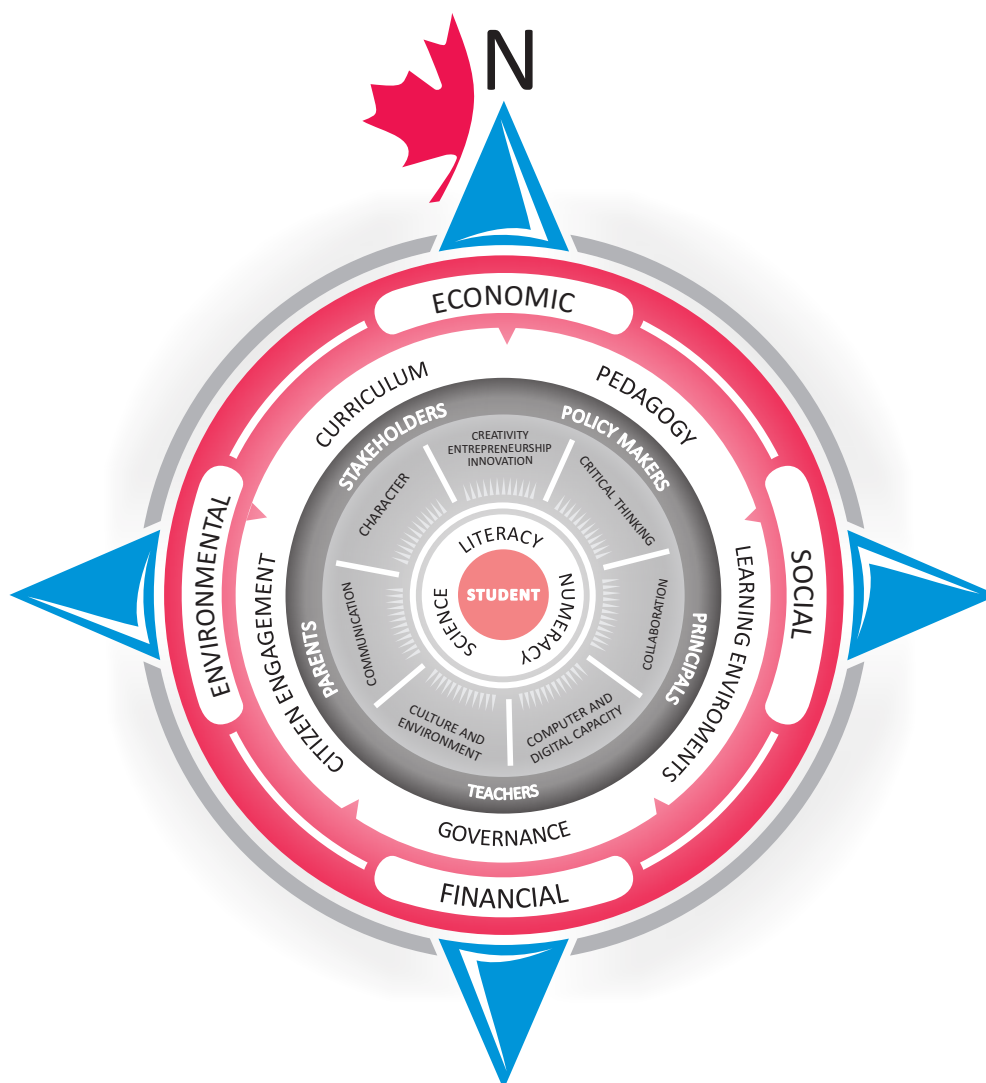 N
ECONOMIC
SOCIAL
FINANCIAL
ENVIRONMENTAL
CURRICULUM
PEDAGOGY
LEARNING ENVIROMENTS
GOVERNANCE
CITIZEN ENGAGEMENT
STAKEHOLDERS
POLICY MAKERS
PRINCIPALS
TEACHERS
PARENTS
CREATIVITY
ENTREPRENEURSHIP
INNOVATION
CRITICAL THINKING
COLLABORATION
COMPUTER AND
DIGITAL CAPACITY
CULTURE AND
ENVIRONMENT
COMMUNICATION
CHARACTER
LITERACY
NUMERACY
SCIENCE
STUDENT